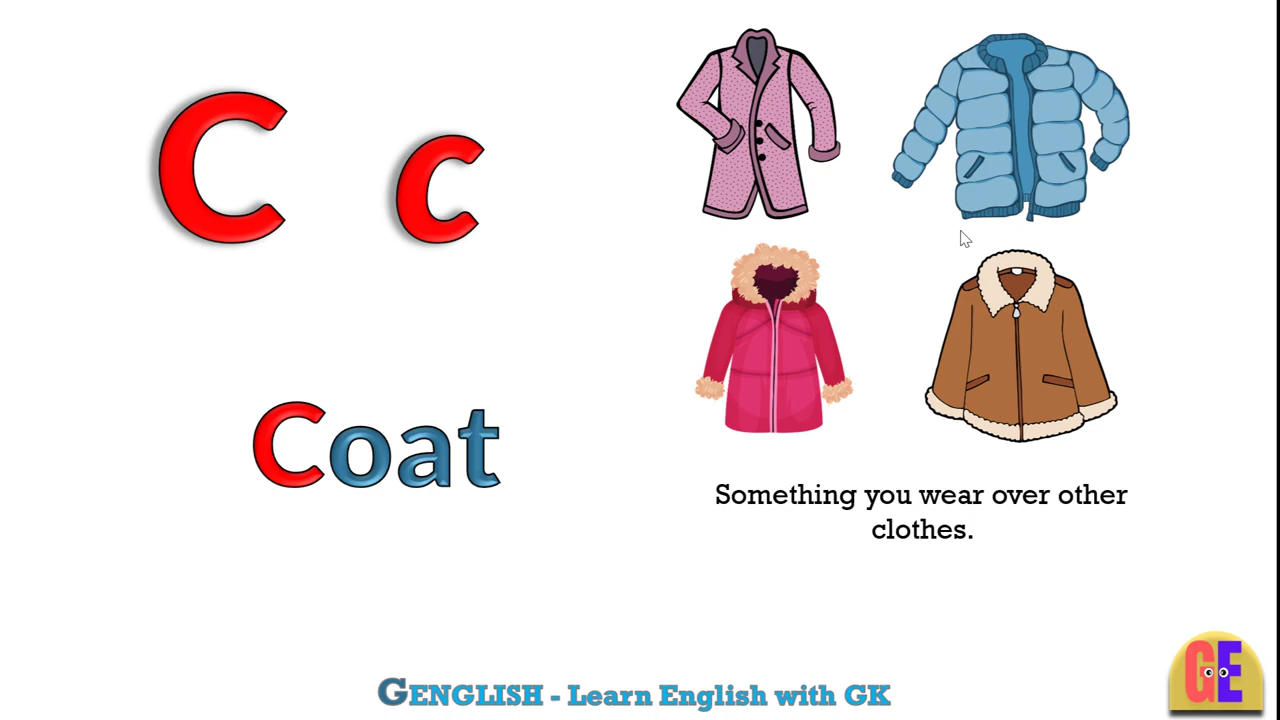 C c
Coat
Something you wear over other
clothes.
GENGLISH - Learn English with GK
GE